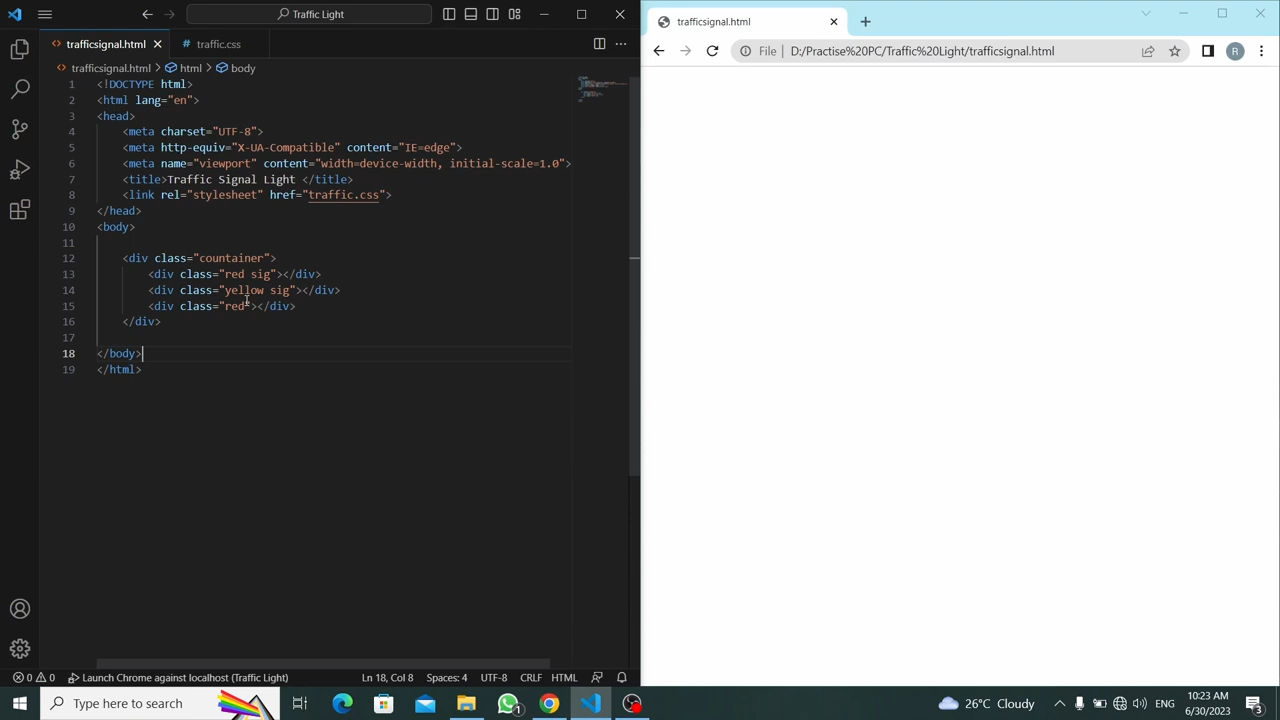 Traffic Light
trafficsignal.html
traffic.css
trafficsignal.html > html > body
1 <!DOCTYPE html>
2 <html lang="en">
3 <head>
4 <meta charset="UTF-8">
5 <meta http-equiv="X-UA-Compatible" content="IE=edge">
6 <meta name="viewport" content="width=device-width, initial-scale=1.0">
7 <title>Traffic Signal Light </title>
8 <link rel="stylesheet" href="traffic.css">
9 </head>
10 <body>
11
12 <div class="countainer">
13 <div class="red sig"></div>
14 <div class="yellow sig"></div>
15 <div class="red"></div>
16 </div>
17
18 </body>
19 </html>
0 0 Launch Chrome against localhost (Traffic Light) Ln 18, Col 8 Spaces: 4 UTF-8 CRLF HTML
trafficsignal.html
File | D:/Practise%20PC/Traffic%20Light/trafficsignal.html
R
Type here to search
1
26°C Cloudy
ENG
10:23 AM
6/30/2023
3